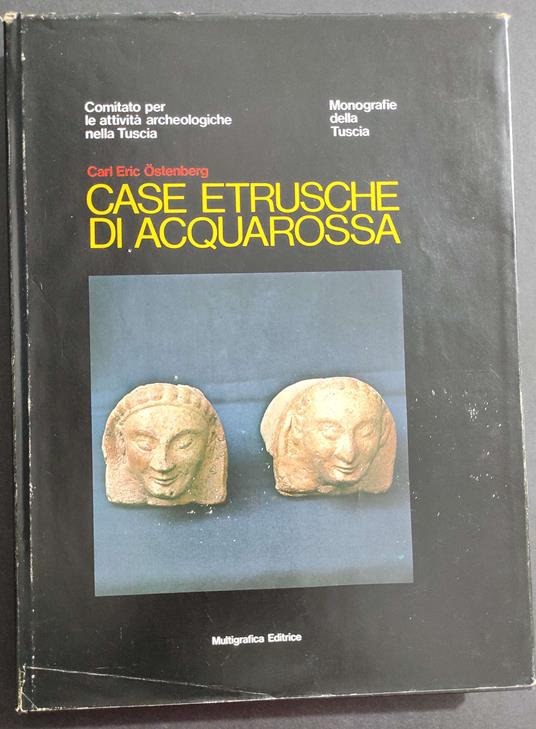 Comitato per
le attività archeologiche
nella Tuscia
Monografie
della
Tuscia
Carl Eric Östenberg
CASE ETRUSCHE
DI ACQUAROSSA
Multigrafica Editrice